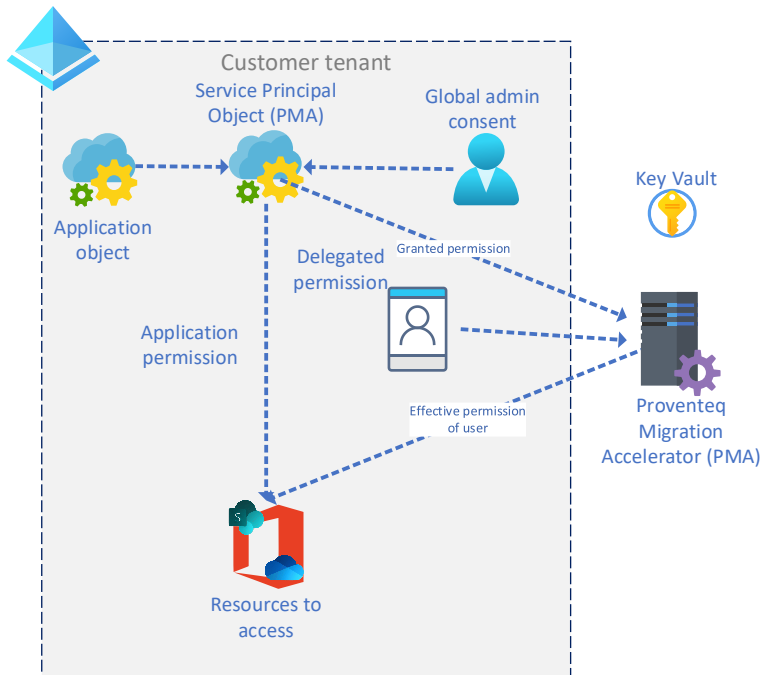 Customer tenant
Service Principal
Object (PMA)
Global admin
consent
Key Vault
Application
object
Granted permission
Delegated
permission
Application
permission
Effective permission
of user
Proventeq
Migration
Accelerator (PMA)
S
Resources to
access